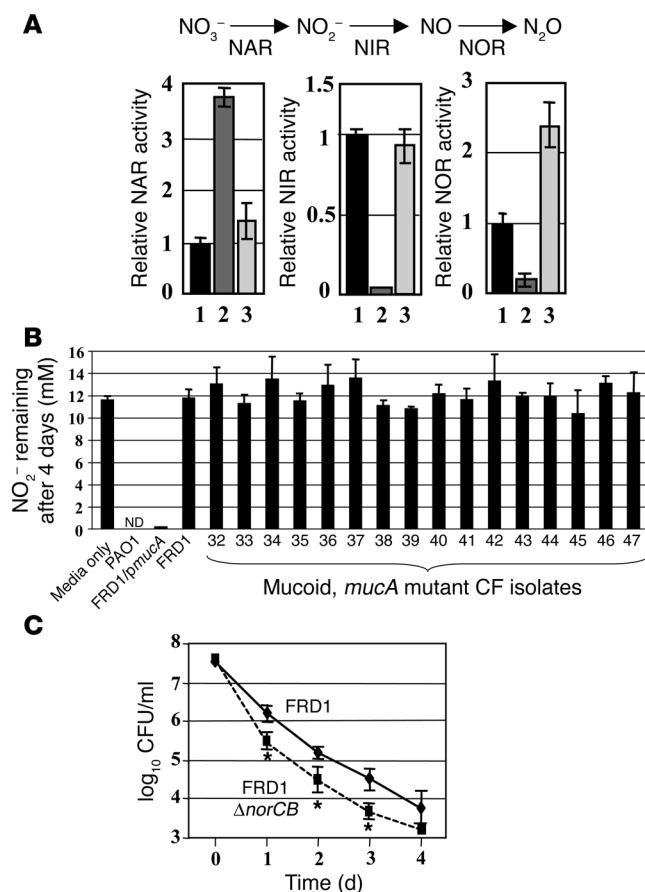 A
NO₃⁻ NO₂⁻ NO N₂O
NAR NIR NOR
Relative NAR activity
4
3
2
1
0
1 2 3
Relative NIR activity
1.5
1
0.5
0
1 2 3
Relative NOR activity
3
2
1
0
1 2 3
B
NO₂⁻ remaining
after 4 days (mM)
16
14
12
10
8
6
4
2
0
ND
Media only
PAO1
FRD1/pmucA
FRD1
32 33 34 35 36 37 38 39 40 41 42 43 44 45 46 47
Mucoid, mucA mutant CF isolates
C
log₁₀ CFU/ml
8
7
6
5
4
3
FRD1
FRD1
ΔnorCB
* * *
0 1 2 3 4
Time (d)